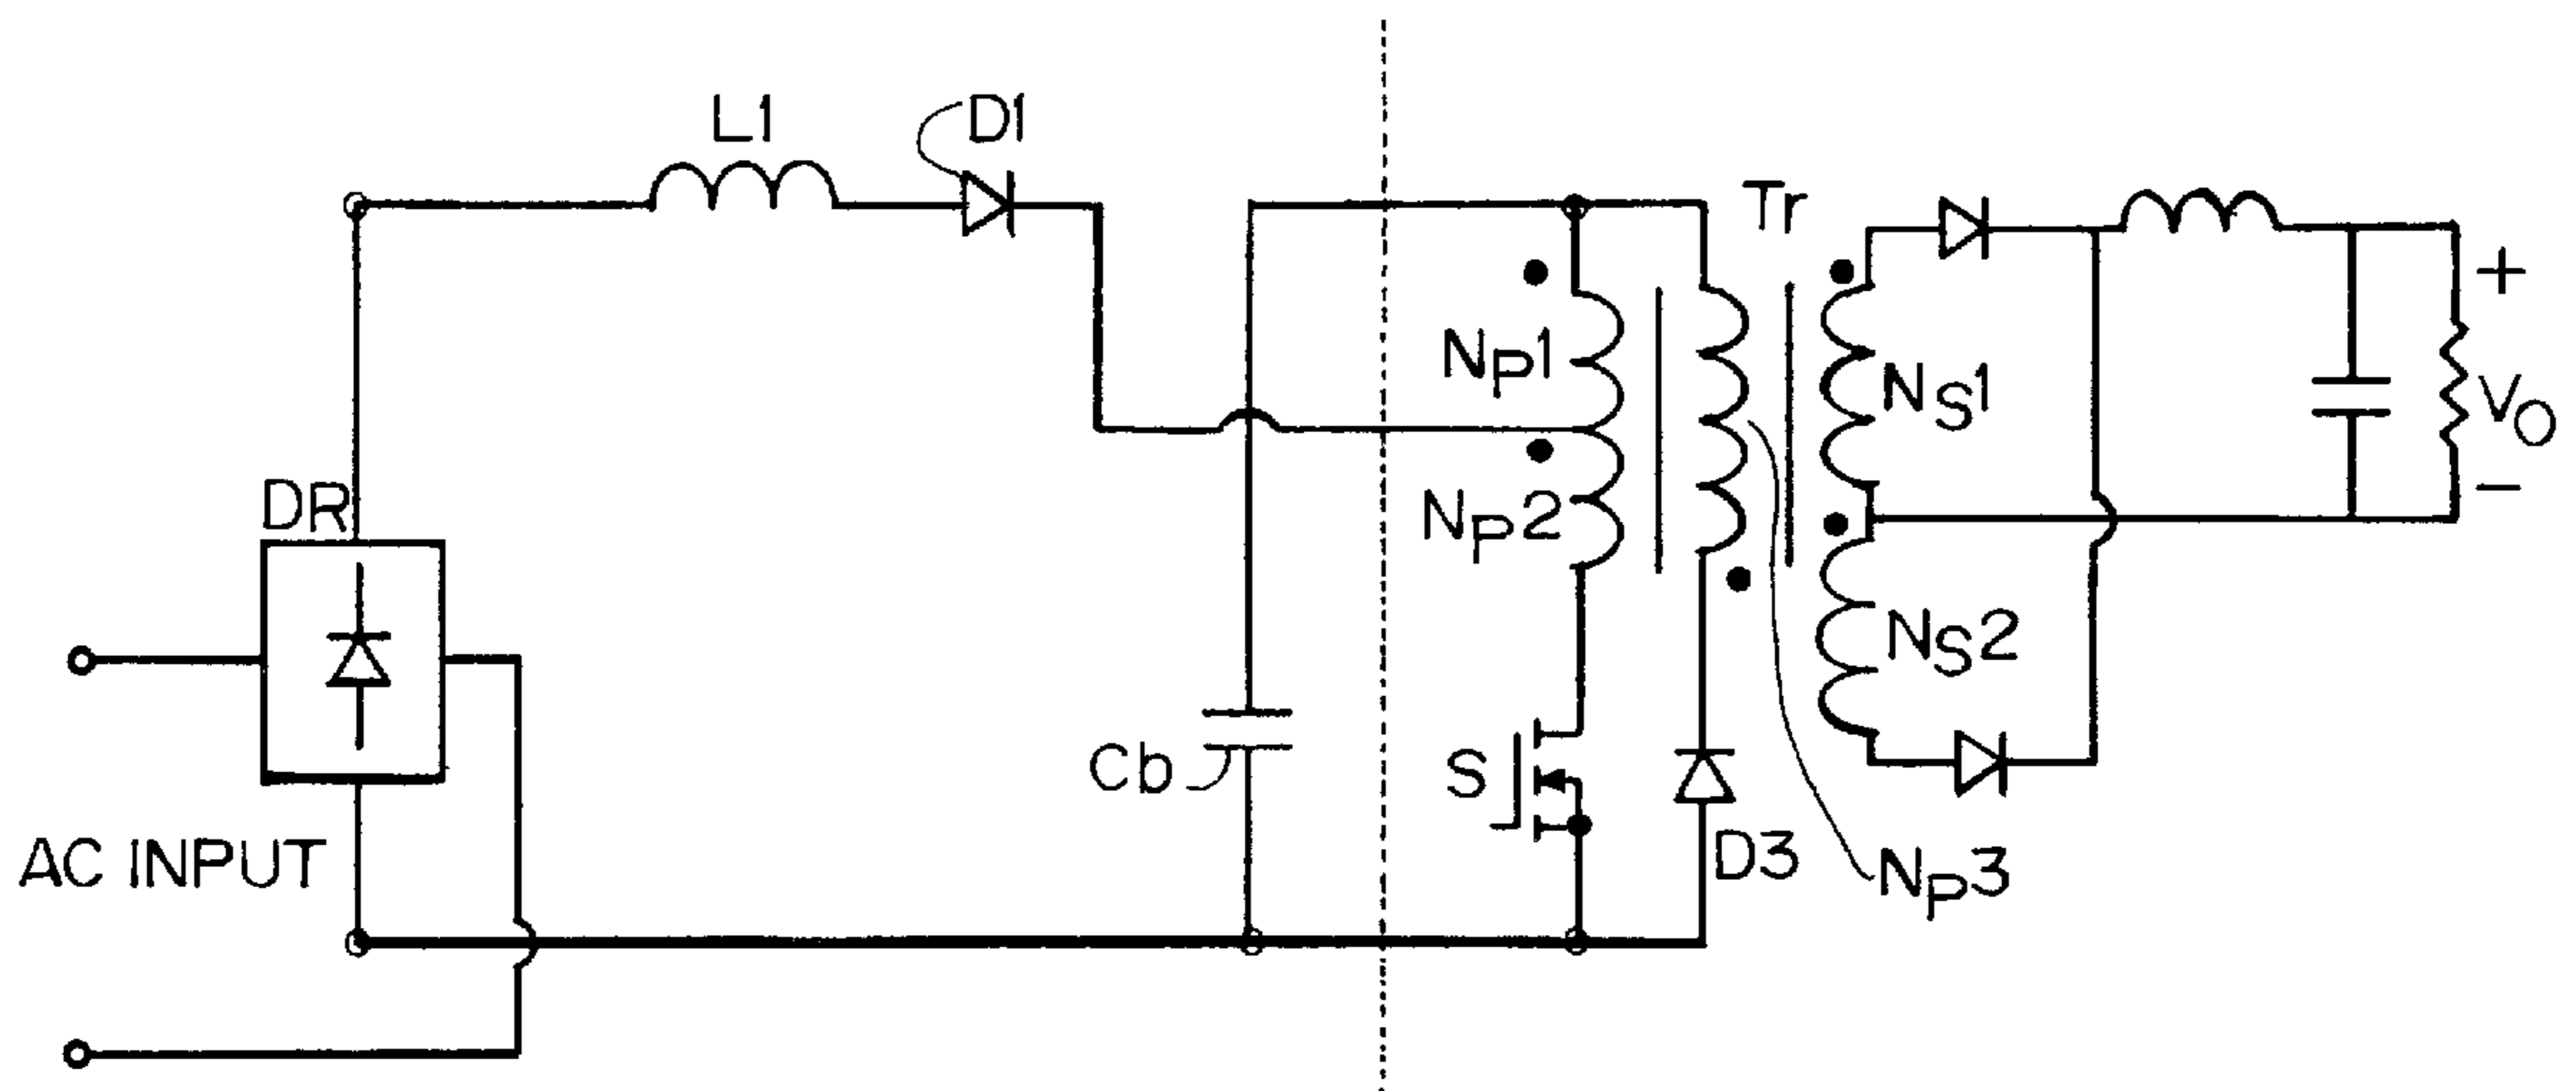 L1
D1
Tr
+
NP1
NS1
VO
NP2
−
DR
NS2
Cb
S
AC INPUT
D3
NP3